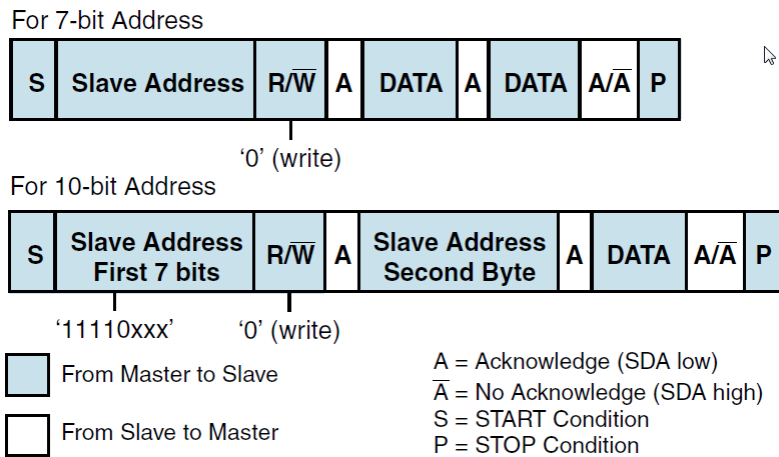 For 7-bit Address
S Slave Address R/W̅ A DATA A DATA A/A̅ P
‘0’ (write)
For 10-bit Address
S Slave Address First 7 bits R/W̅ A Slave Address Second Byte A DATA A/A̅ P
‘11110xxx’ ‘0’ (write)
From Master to Slave
From Slave to Master
A = Acknowledge (SDA low)
A̅ = No Acknowledge (SDA high)
S = START Condition
P = STOP Condition